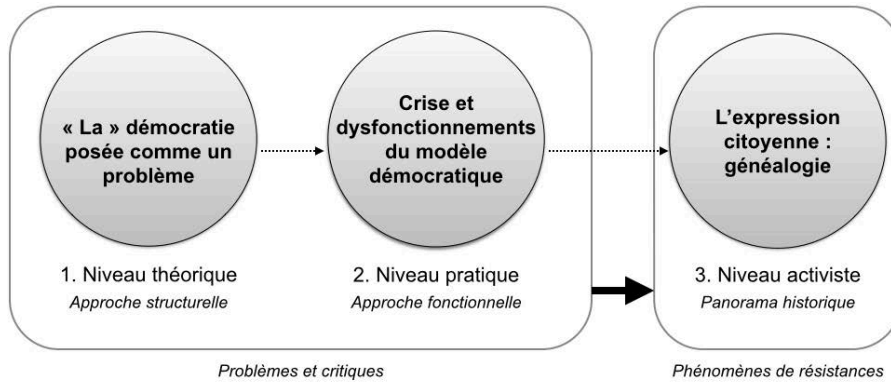 « La » démocratie
posée comme un
problème
Crise et
dysfonctionnements
du modèle
démocratique
L'expression
citoyenne :
généalogie
1. Niveau théorique
Approche structurelle
2. Niveau pratique
Approche fonctionnelle
3. Niveau activiste
Panorama historique
Problèmes et critiques
Phénomènes de résistances